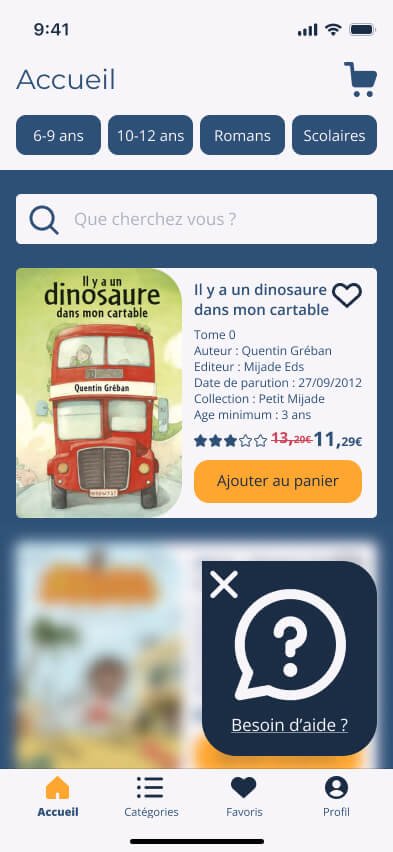 9:41
Accueil
6-9 ans
10-12 ans
Romans
Scolaires
Que cherchez vous ?
Il y a un
dinosaure
dans mon cartable
Quentin Gréban
Il y a un dinosaure
dans mon cartable
Tome 0
Auteur : Quentin Gréban
Editeur : Mijade Eds
Date de parution : 27/09/2012
Collection : Petit Mijade
Age minimum : 3 ans
13,20€ 11,29€
Ajouter au panier
?
Besoin d’aide ?
Accueil
Catégories
Favoris
Profil